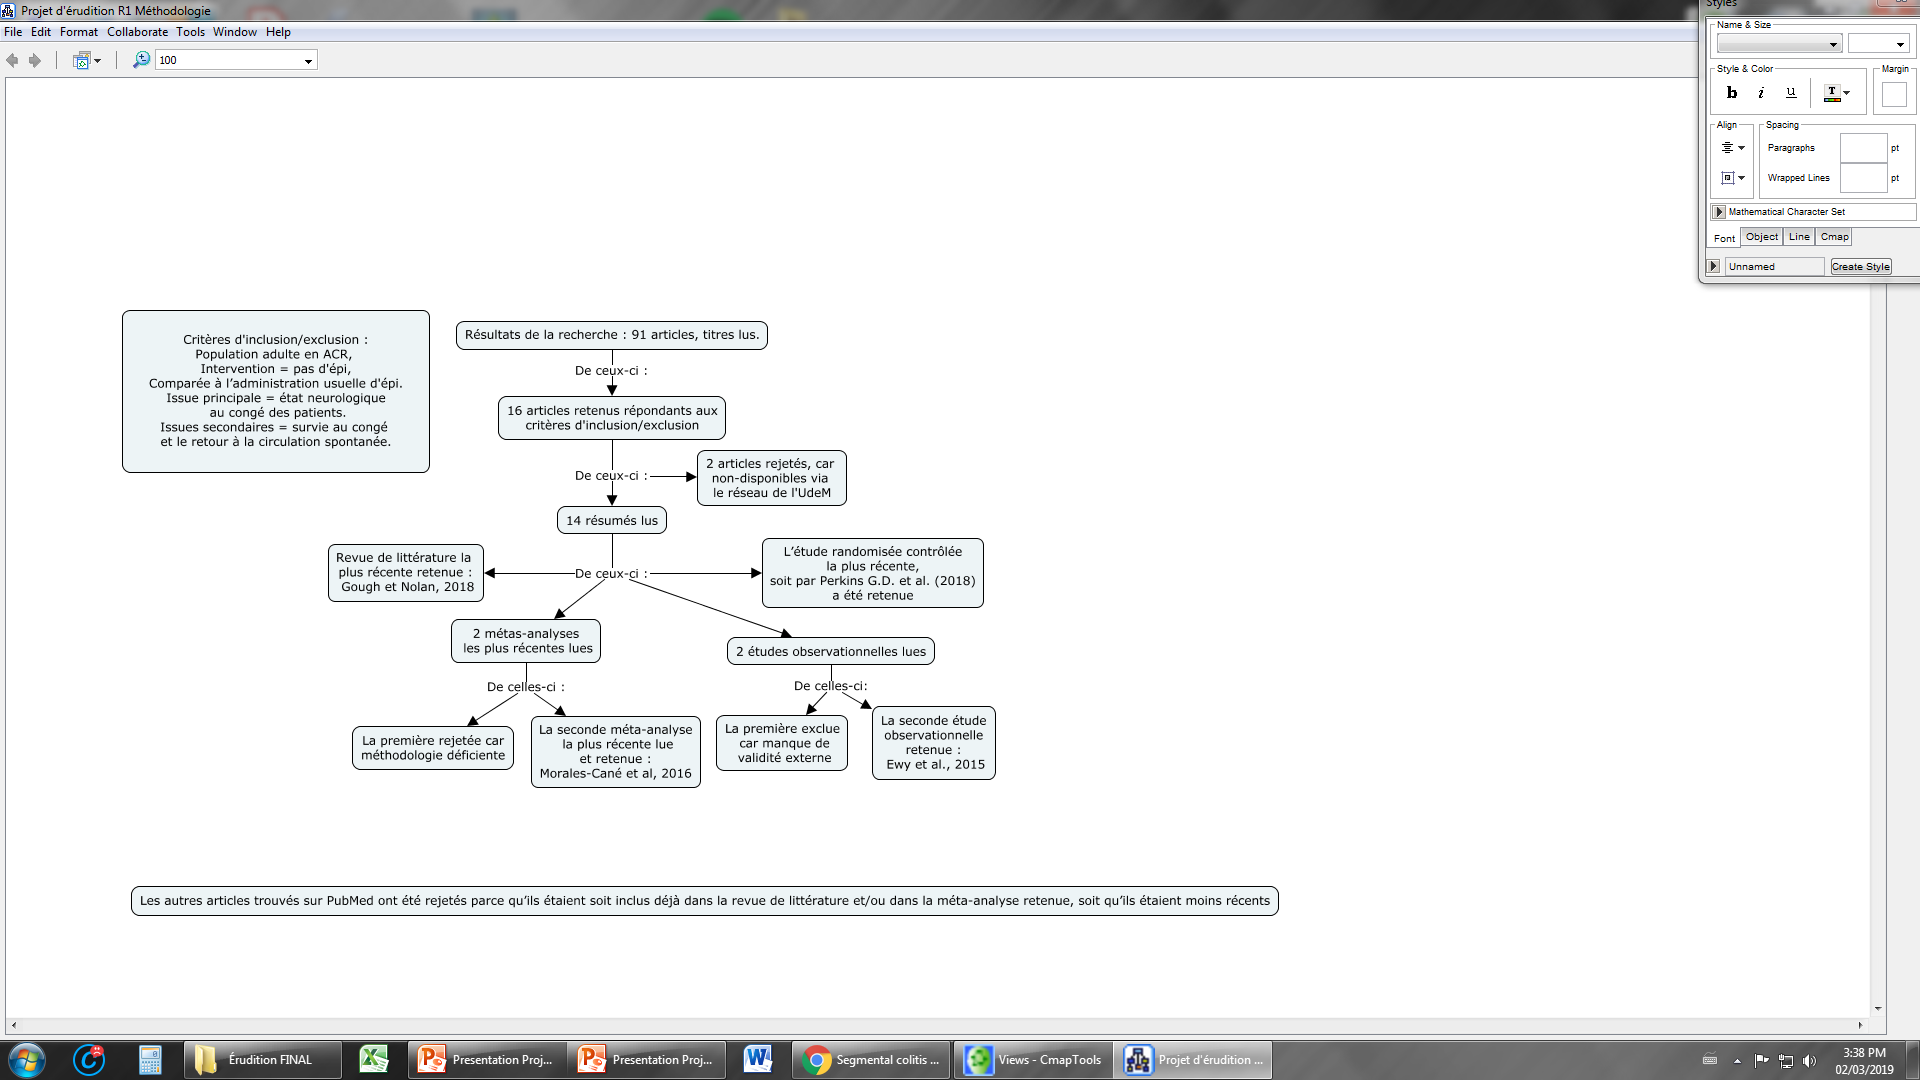 Projet d'érudition R1 Méthodologie
Styles
File Edit Format Collaborate Tools Window Help
100
Name & Size
Style & Color
Margin
b i u T
Align
Spacing
Paragraphs pt
Wrapped Lines pt
Mathematical Character Set
Font Object Line Cmap
Unnamed Create Style
Critères d'inclusion/exclusion :
Population adulte en ACR,
Intervention = pas d'épi,
Comparée à l’administration usuelle d'épi.
Issue principale = état neurologique
au congé des patients.
Issues secondaires = survie au congé
et le retour à la circulation spontanée.
Résultats de la recherche : 91 articles, titres lus.
De ceux-ci :
16 articles retenus répondants aux
critères d'inclusion/exclusion
De ceux-ci :
2 articles rejetés, car
non-disponibles via
le réseau de l'UdeM
14 résumés lus
De ceux-ci :
Revue de littérature la
plus récente retenue :
Gough et Nolan, 2018
L’étude randomisée contrôlée
la plus récente,
soit par Perkins G.D. et al. (2018)
a été retenue
2 métas-analyses
les plus récentes lues
2 études observationnelles lues
De celles-ci :
De celles-ci:
La première rejetée car
méthodologie déficiente
La seconde méta-analyse
la plus récente lue
et retenue :
Morales-Cané et al, 2016
La première exclue
car manque de
validité externe
La seconde étude
observationnelle
retenue :
Ewy et al., 2015
Les autres articles trouvés sur PubMed ont été rejetés parce qu’ils étaient soit inclus déjà dans la revue de littérature et/ou dans la méta-analyse retenue, soit qu’ils étaient moins récents
Érudition FINAL
Presentation Proj...
Presentation Proj...
Segmental colitis ...
Views - CmapTools
Projet d'érudition ...
3:38 PM
02/03/2019